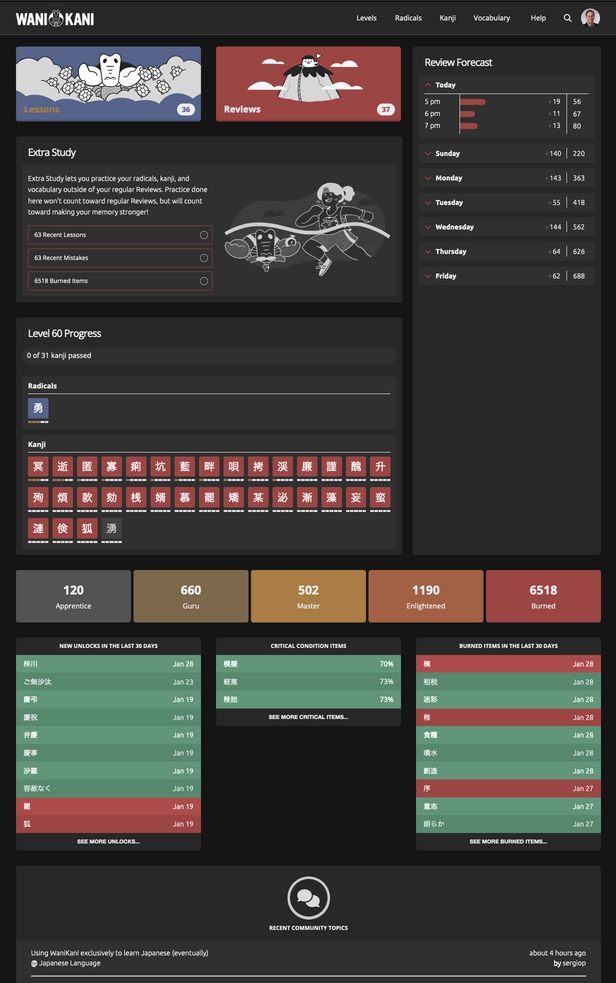 WANIKANI
Levels Radicals Kanji Vocabulary Help
Lessons 36
Reviews 37
Review Forecast
Today
5 pm +19 56
6 pm +11 67
7 pm +13 80
Sunday +140 220
Monday +143 363
Tuesday +55 418
Wednesday +144 562
Thursday +64 626
Friday +62 688
Extra Study
Extra Study lets you practice your radicals, kanji, and
vocabulary outside of your regular Reviews. Practice done
here won't count toward regular Reviews, but will count
toward making your memory stronger!
63 Recent Lessons
63 Recent Mistakes
6518 Burned Items
Level 60 Progress
0 of 31 kanji passed
Radicals
勇
Kanji
冥 逝 匿 寡 痢 坑 藍 畔 唄 拷 渓 廉 謹 醜 升
殉 煩 款 劾 桟 婿 慕 罷 矯 某 泌 漸 藻 妄 蛮
漣 倹 狐 湧
120
Apprentice
660
Guru
502
Master
1190
Enlightened
6518
Burned
NEW UNLOCKS IN THE LAST 30 DAYS
梓川 Jan 28
ご無沙汰 Jan 23
慶弔 Jan 19
慶祝 Jan 19
弁慶 Jan 19
慶事 Jan 19
沙羅 Jan 19
容赦なく Jan 19
罷 Jan 19
狐 Jan 19
SEE MORE UNLOCKS...
CRITICAL CONDITION ITEMS
模擬 70%
軽蔑 73%
稚拙 73%
SEE MORE CRITICAL ITEMS...
BURNED ITEMS IN THE LAST 30 DAYS
Jan 28
租税 Jan 28
迷彩 Jan 28
Jan 28
食糧 Jan 28
噴水 Jan 28
創造 Jan 28
序 Jan 27
意志 Jan 27
朗らか Jan 27
SEE MORE BURNED ITEMS...
RECENT COMMUNITY TOPICS
Using WaniKani exclusively to learn Japanese (eventually) about 4 hours ago
Japanese Language by sergiop